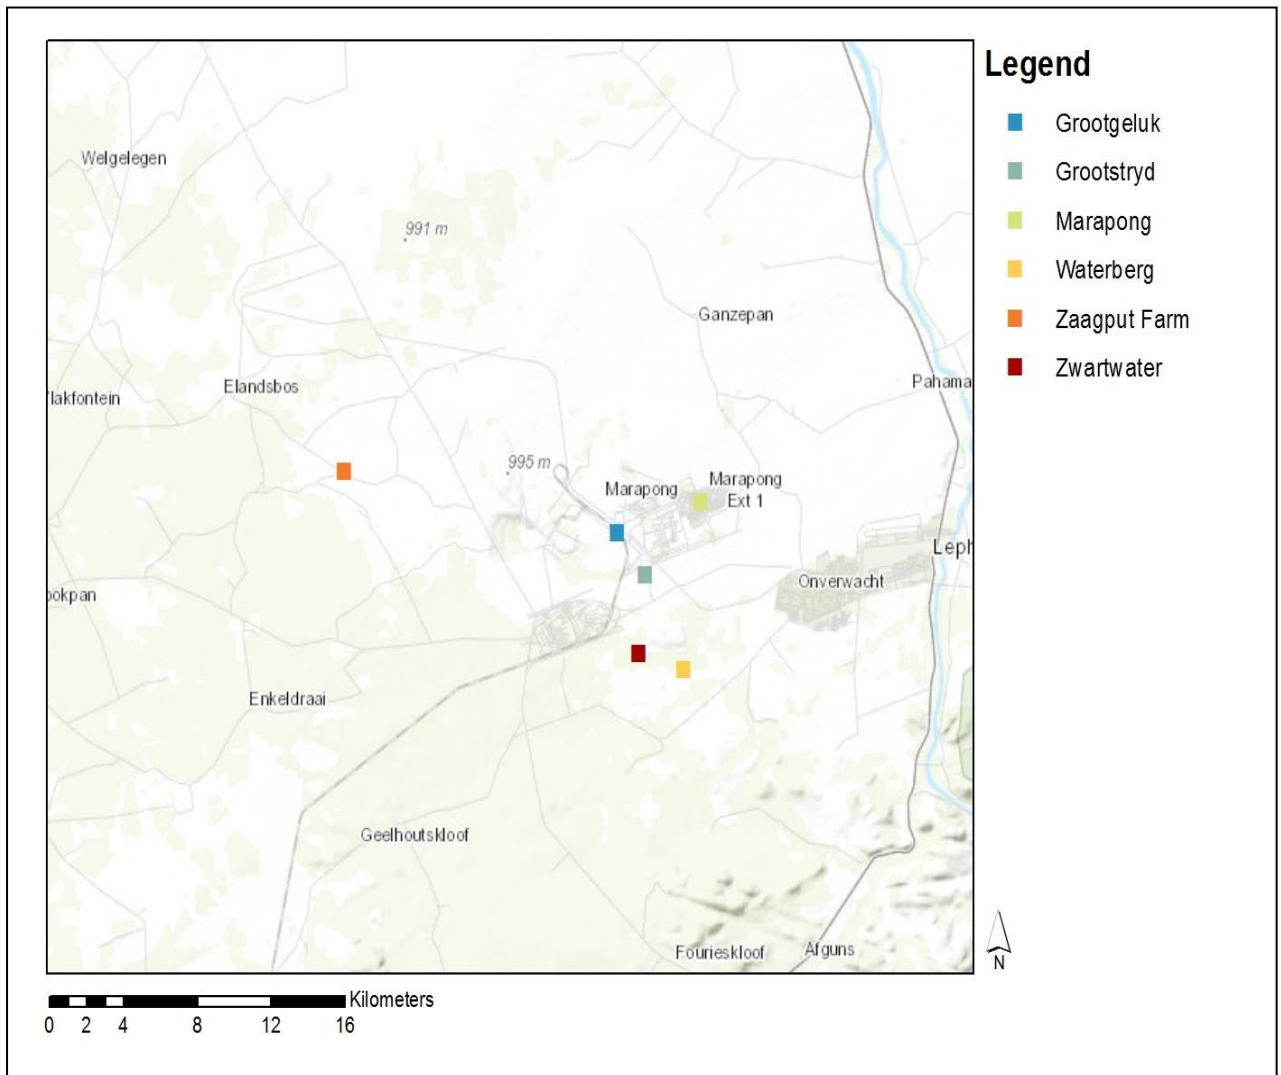 Legend
Grootgeluk
Grootstryd
Marapong
Waterberg
Zaagput Farm
Zwartwater
Welgelegen
991 m
Ganzepan
Elandsbos
Pahama
lakfontein
995 m
Marapong
Marapong
Ext 1
Leph
Onverwacht
ookpan
Enkeldraai
Geelhoutskloof
Fourieskloof
Afguns
N
Kilometers
0 2 4 8 12 16